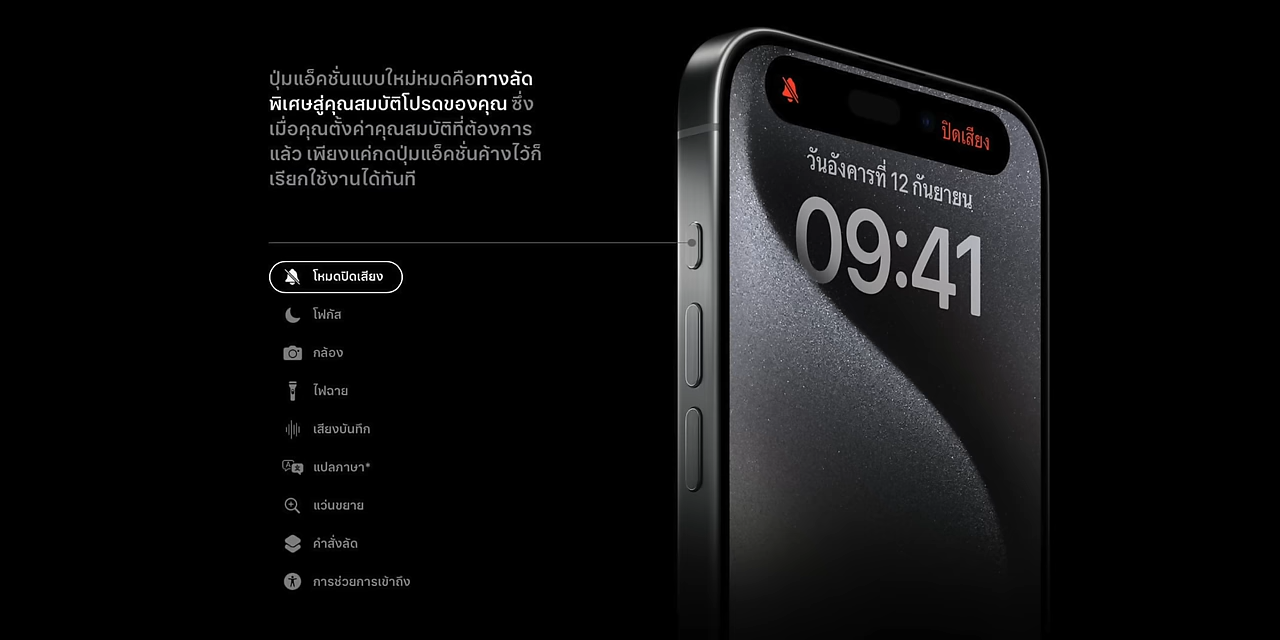 ปุ่มแอ็คชั่นแบบใหม่หมดคือทางลัด
พิเศษสู่คุณสมบัติโปรดของคุณ ซึ่ง
เมื่อคุณตั้งค่าคุณสมบัติที่ต้องการ
แล้ว เพียงแค่กดปุ่มแอ็คชั่นค้างไว้ก็
เรียกใช้งานได้ทันที
โหมดปิดเสียง
โฟกัส
กล้อง
ไฟฉาย
เสียงบันทึก
แปลภาษา*
แว่นขยาย
คำสั่งลัด
การช่วยการเข้าถึง
ปิดเสียง
วันอังคารที่ 12 กันยายน
09:41